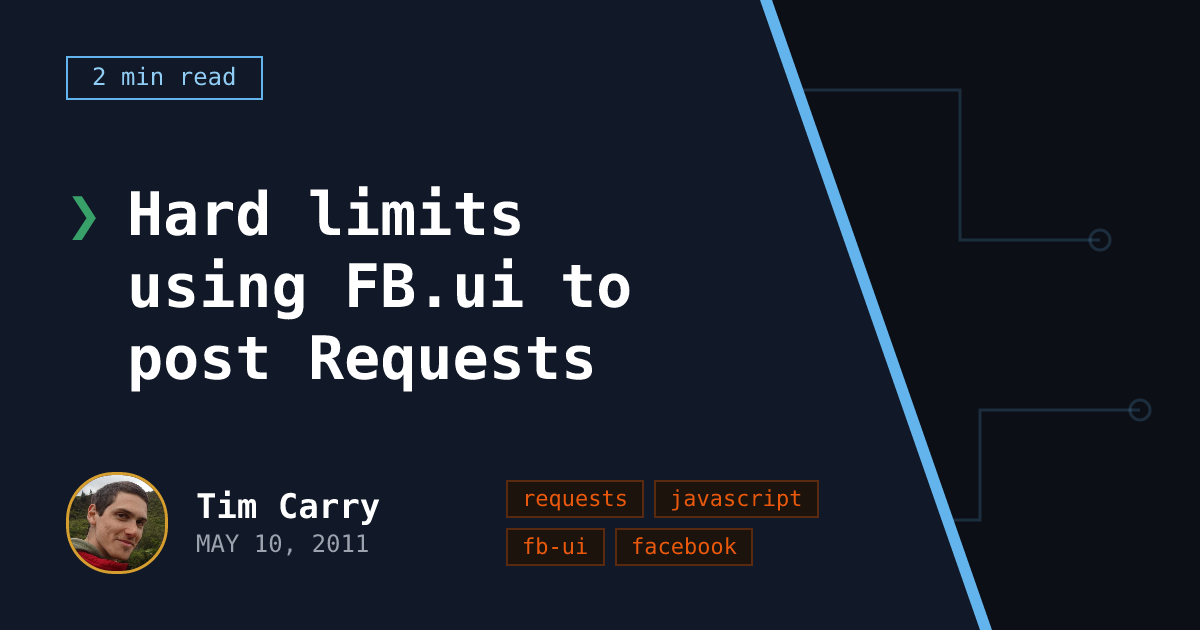 2 min read
❯ Hard limits
using FB.ui to
post Requests
Tim Carry
MAY 10, 2011
requests javascript
fb-ui facebook